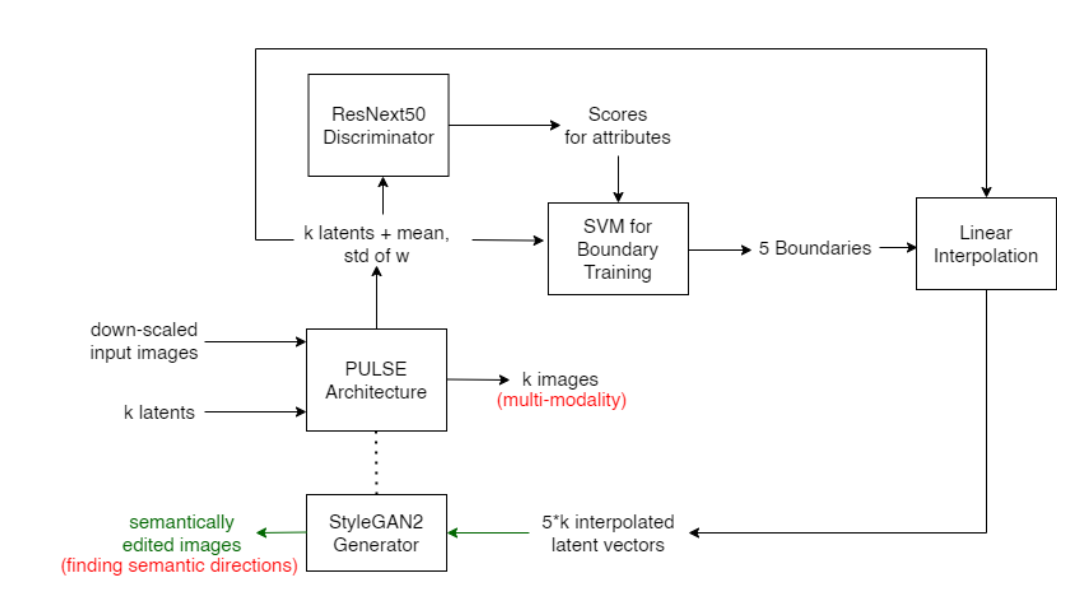 ResNext50
Discriminator
Scores
for attributes
k latents + mean,
std of w
SVM for
Boundary
Training
5 Boundaries
Linear
Interpolation
down-scaled
input images
k latents
PULSE
Architecture
k images
(multi-modality)
semantically
edited images
(finding semantic directions)
StyleGAN2
Generator
5*k interpolated
latent vectors